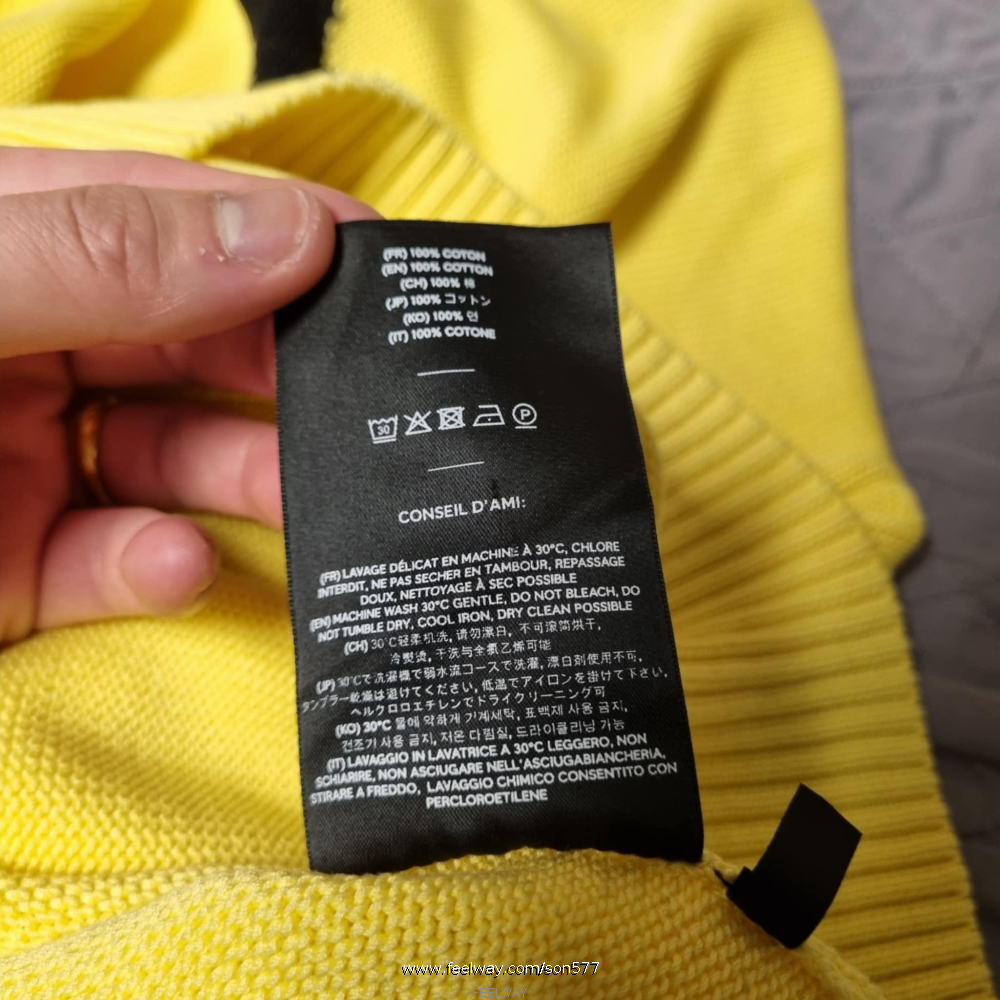 (FR) 100% COTON
(EN) 100% COTTON
(CH) 100% 棉
(JP) 100% コットン
(KO) 100% 면
(IT) 100% COTONE
30
P
CONSEIL D'AMI:
(FR) LAVAGE DÉLICAT EN MACHINE À 30°C, CHLORE
INTERDIT, NE PAS SECHER EN TAMBOUR, REPASSAGE
DOUX, NETTOYAGE À SEC POSSIBLE
(EN) MACHINE WASH 30°C GENTLE, DO NOT BLEACH, DO
NOT TUMBLE DRY, COOL IRON, DRY CLEAN POSSIBLE
(CH) 30°C轻柔机洗, 请勿漂白, 不可滚筒烘干,
冷熨烫, 干洗与全氯乙烯可能
(JP) 30°Cで洗濯機で弱水流コースで洗濯, 漂白剤使用不可,
タンブラー乾燥は避けてください, 低温でアイロンを掛けて下さい.
ペルクロロエチレンでドライクリーニング可
(KO) 30°C 물에 약하게 기계세탁, 표백제 사용 금지,
건조기 사용 금지, 저온 다림질, 드라이클리닝 가능
(IT) LAVAGGIO IN LAVATRICE A 30°C LEGGERO, NON
SCHIARIRE, NON ASCIUGARE NELL'ASCIUGABIANCHERIA,
STIRARE A FREDDO, LAVAGGIO CHIMICO CONSENTITO CON
PERCLOROETILENE
www.feelway.com/son577
FEELWAY